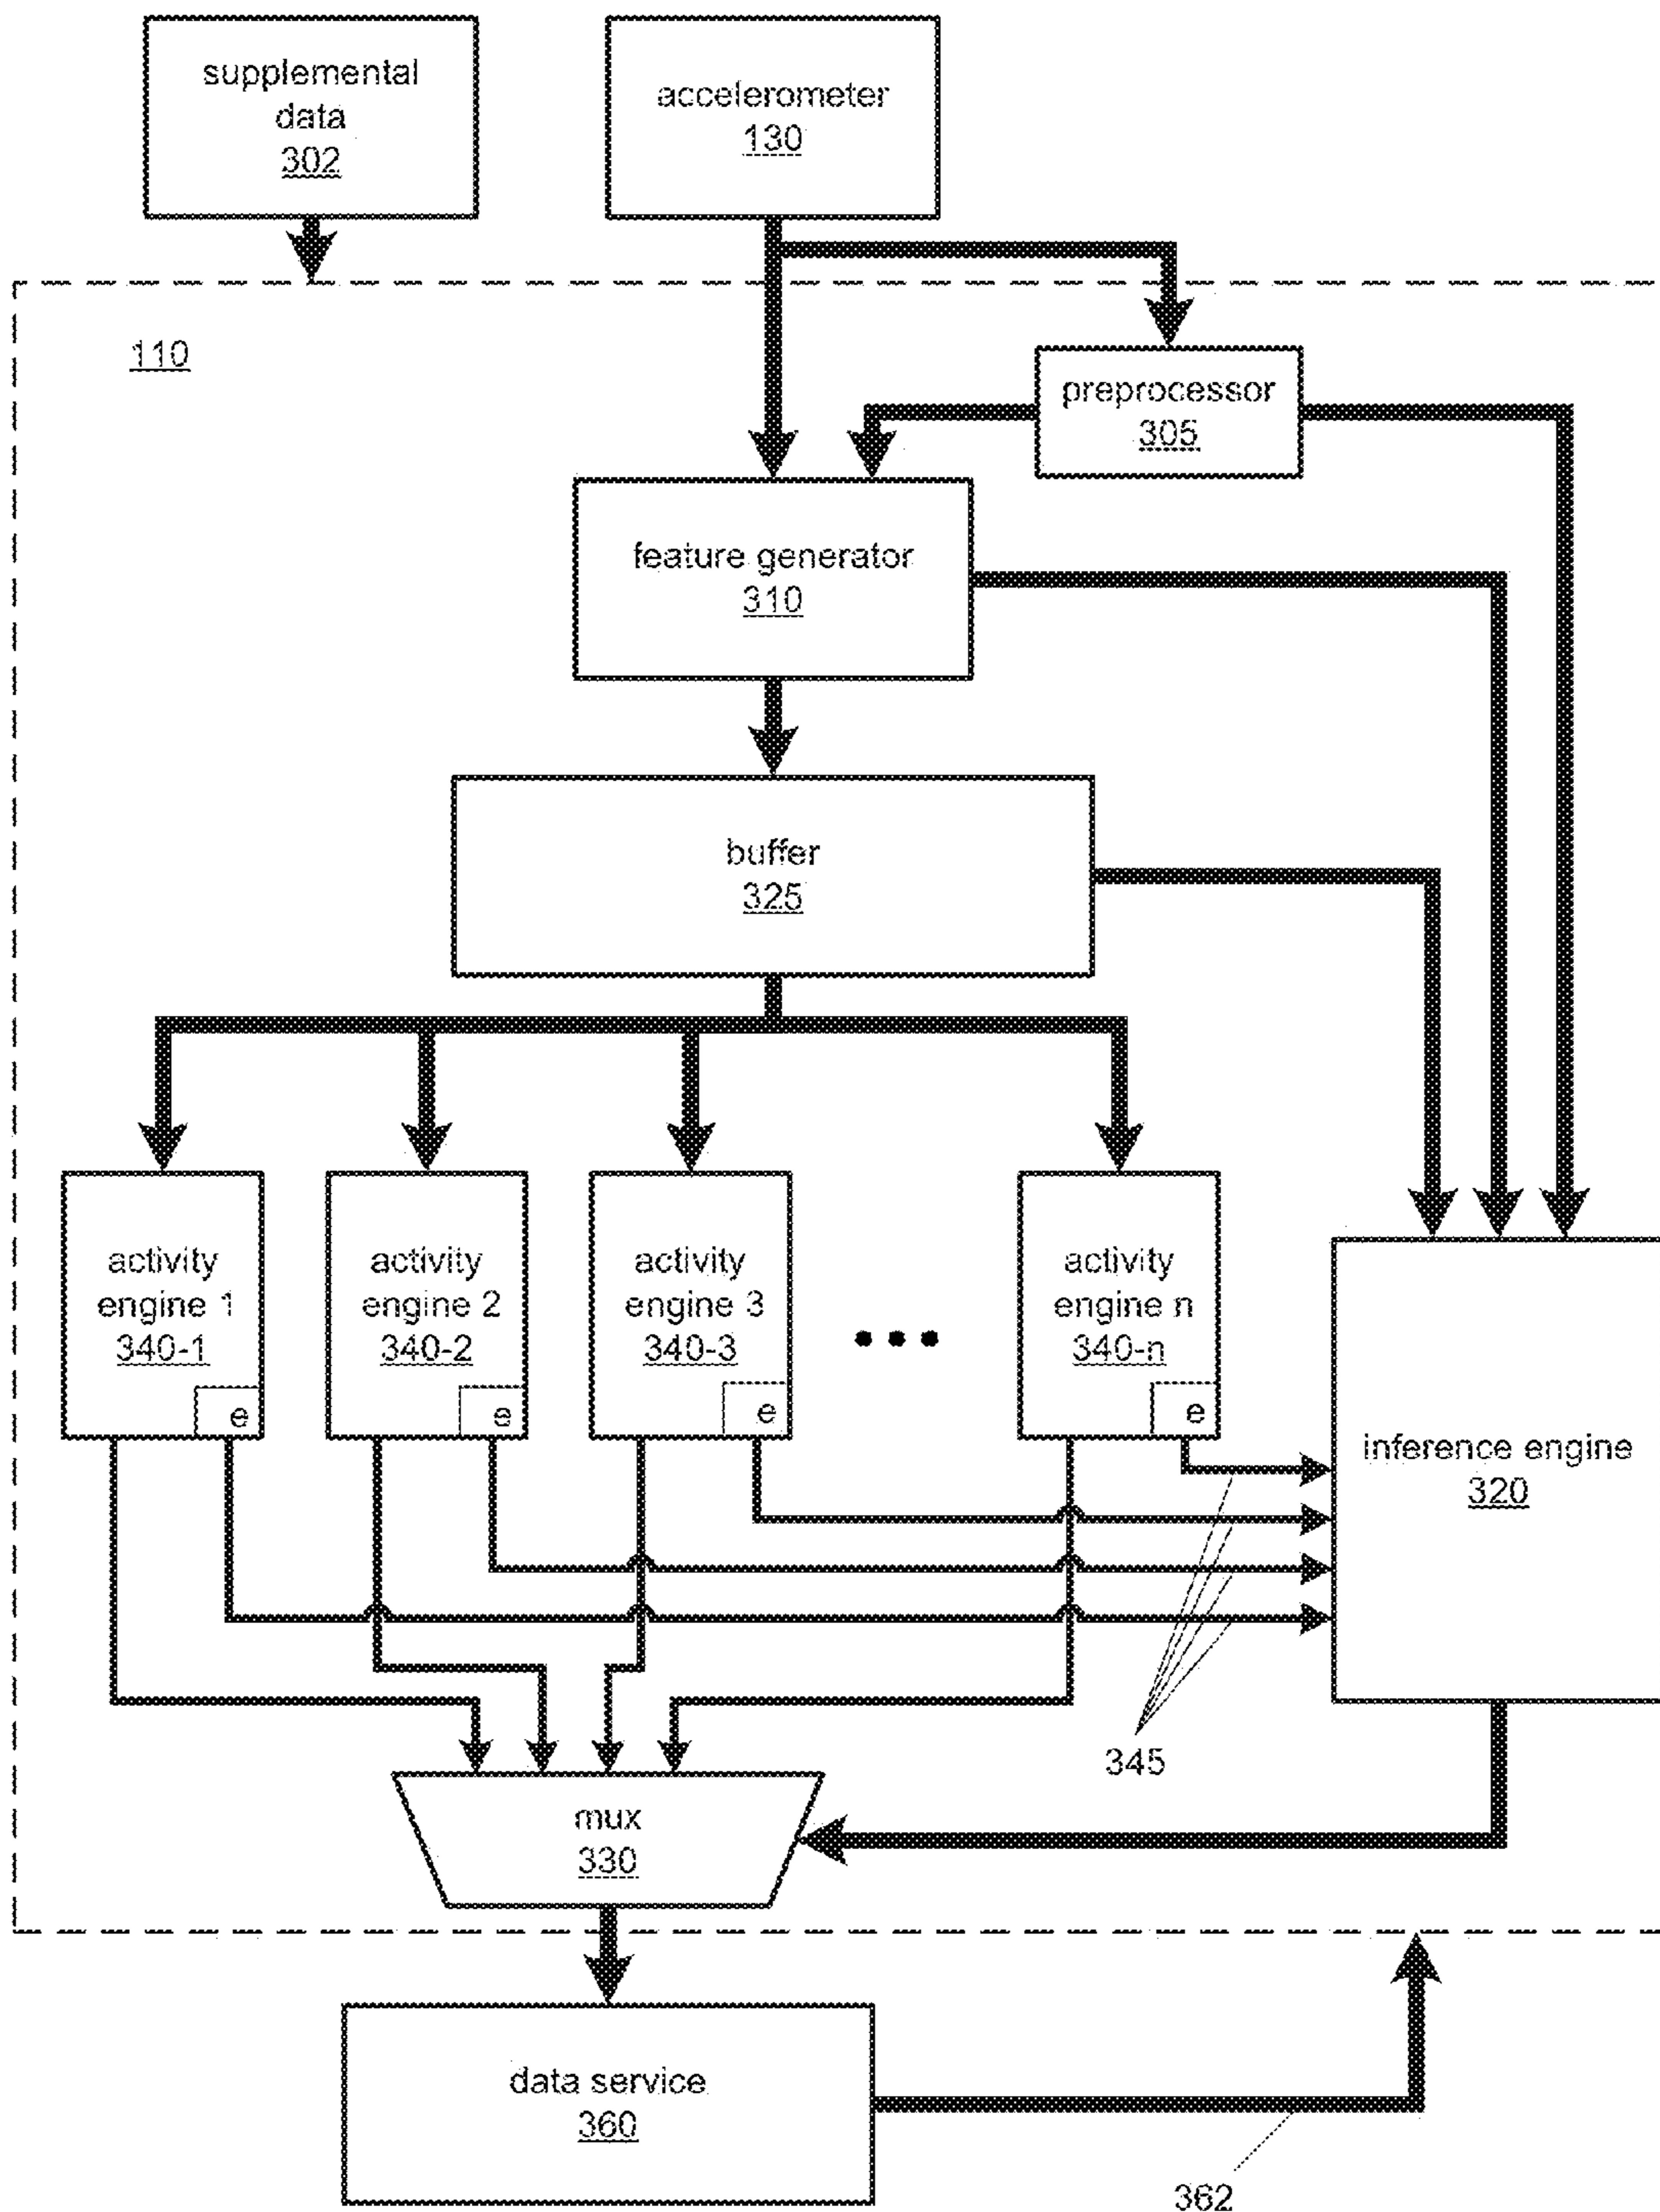 supplemental
data
302
accelerometer
130
110
preprocessor
305
feature generator
310
buffer
325
activity
engine 1
340-1
e
activity
engine 2
340-2
e
activity
engine 3
340-3
e
activity
engine n
340-n
e
inference engine
320
345
mux
330
data service
360
362